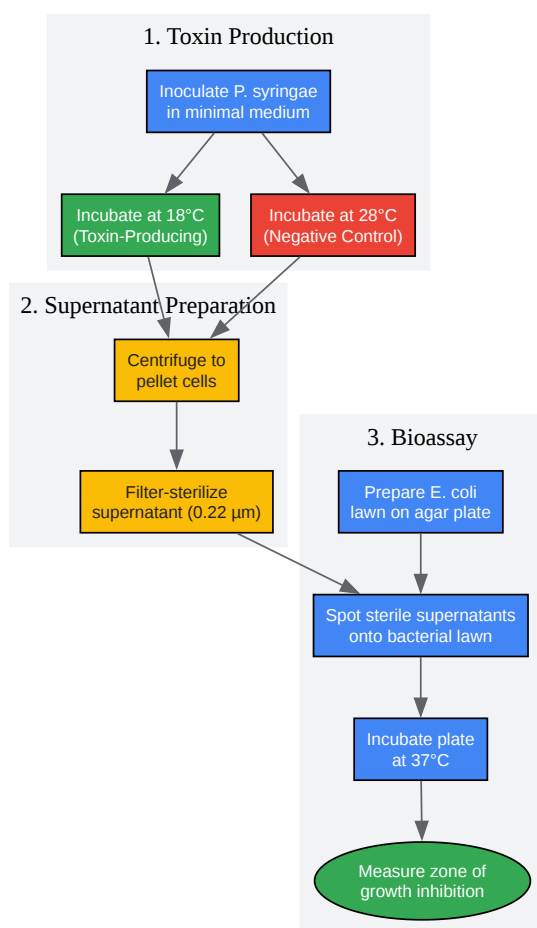 1. Toxin Production
Inoculate P. syringae
in minimal medium
Incubate at 18°C
(Toxin-Producing)
Incubate at 28°C
(Negative Control)
2. Supernatant Preparation
Centrifuge to
pellet cells
Filter-sterilize
supernatant (0.22 µm)
3. Bioassay
Prepare E. coli
lawn on agar plate
Spot sterile supernatants
onto bacterial lawn
Incubate plate
at 37°C
Measure zone of
growth inhibition